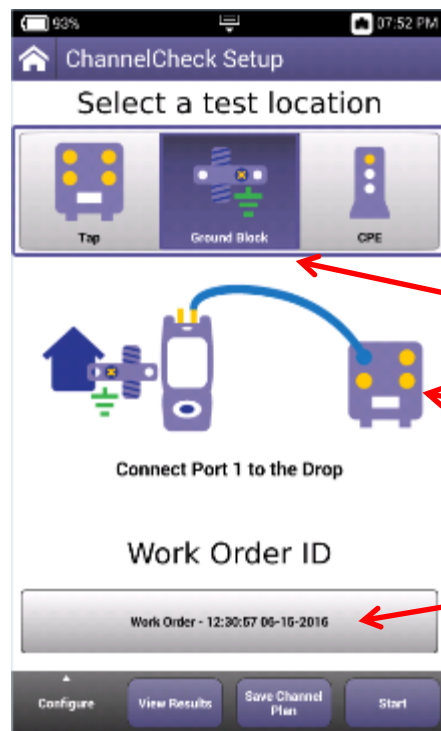 93%
07:52 PM
ChannelCheck Setup
Select a test location
Tap
Ground Block
CPE
Connect Port 1 to the Drop
Work Order ID
Work Order - 12:30:57 06-15-2016
Configure
View Results
Save Channel
Plan
Start